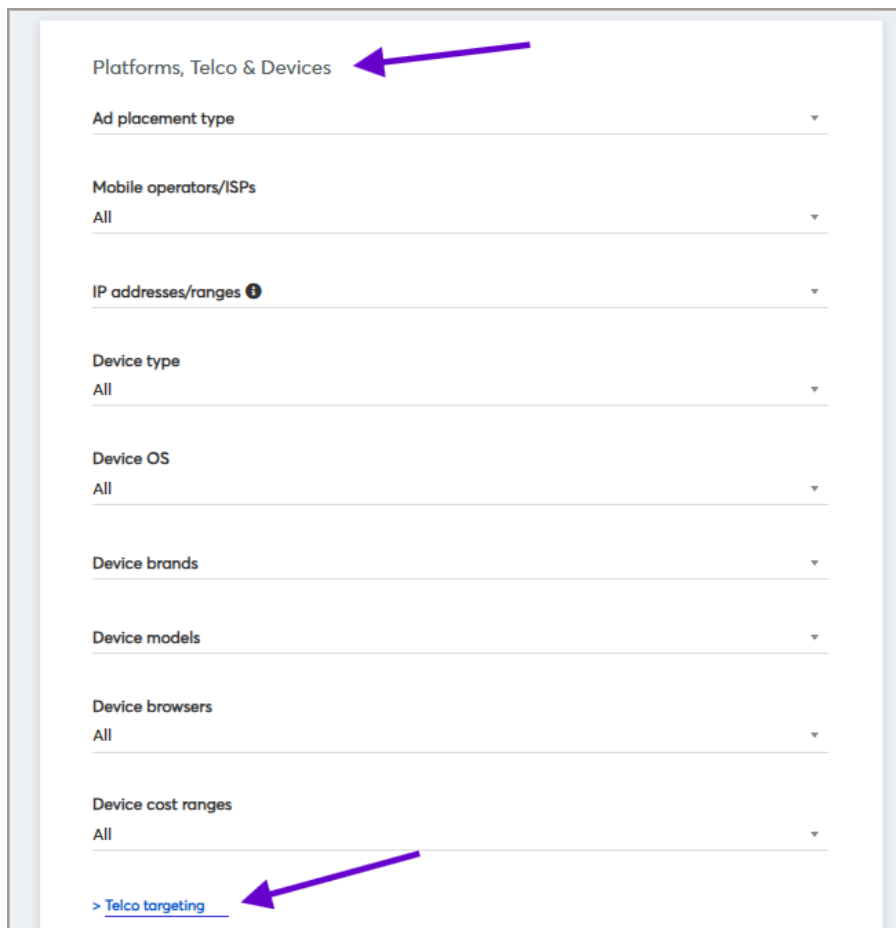 Platforms, Telco & Devices
Ad placement type
Mobile operators/ISPs
All
IP addresses/ranges
Device type
All
Device OS
All
Device brands
Device models
Device browsers
All
Device cost ranges
All
> Telco targeting